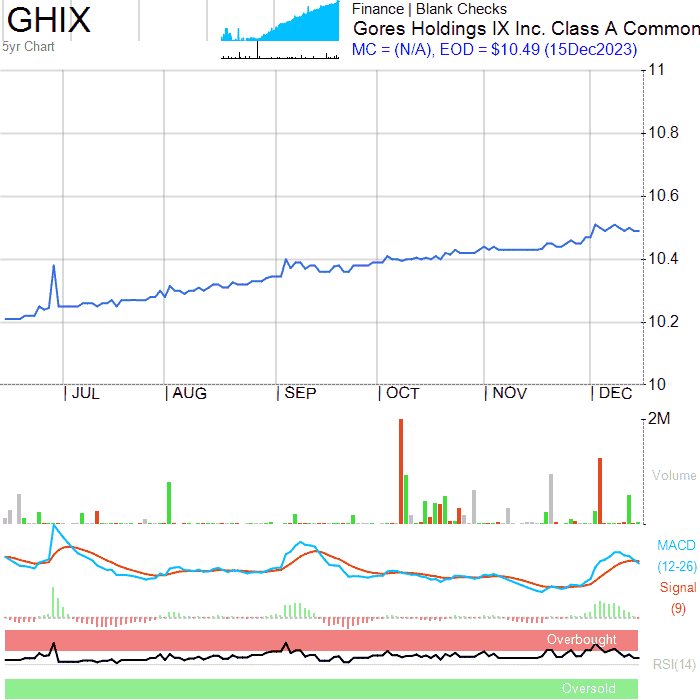 GHIX
5yr Chart
Finance | Blank Checks
Gores Holdings IX Inc. Class A Common
MC = (N/A), EOD = $10.49 (15Dec2023)
11
10.8
10.6
10.4
10.2
10
JUL
AUG
SEP
OCT
NOV
DEC
2M
Volume
MACD
(12-26)
Signal
(9)
Overbought
RSI(14)
Oversold